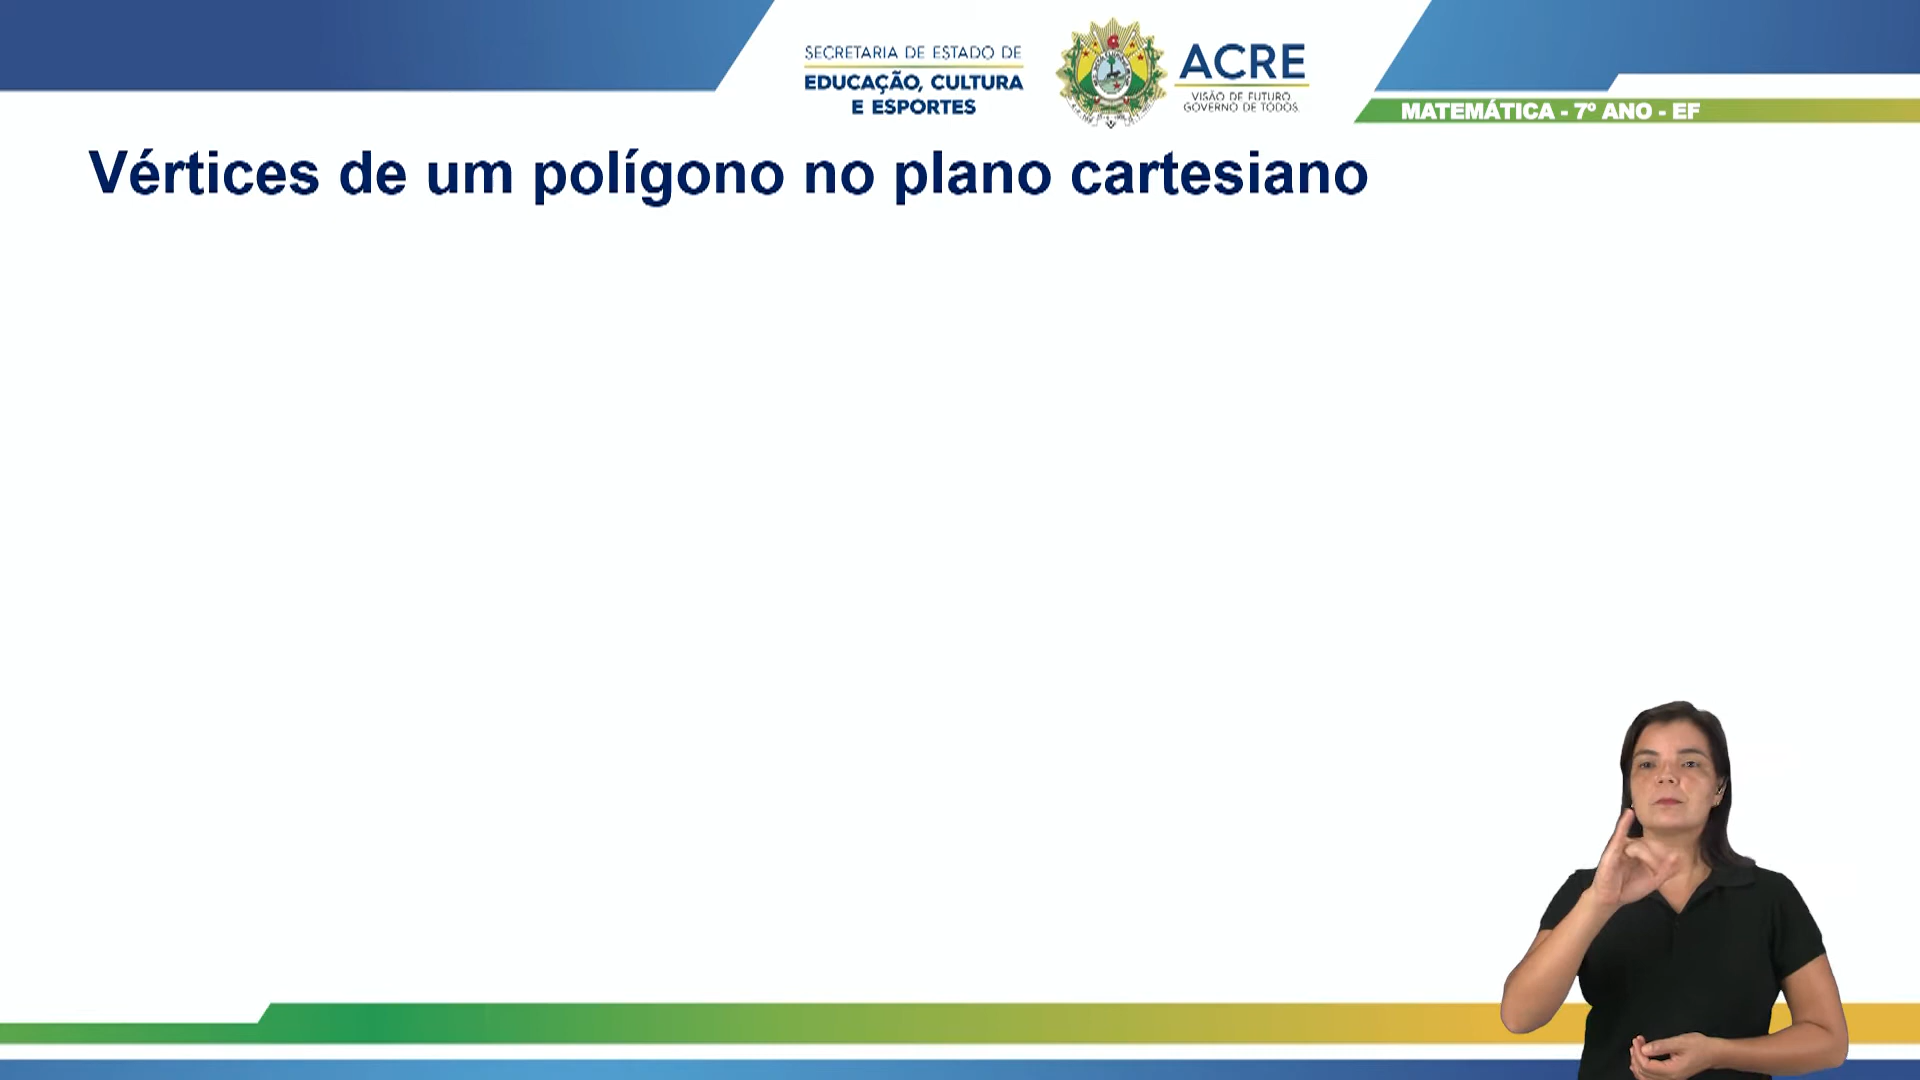 SECRETARIA DE ESTADO DE
EDUCAÇÃO, CULTURA
E ESPORTES
ACRE
VISÃO DE FUTURO.
GOVERNO DE TODOS.
MATEMÁTICA - 7º ANO - EF
Vértices de um polígono no plano cartesiano